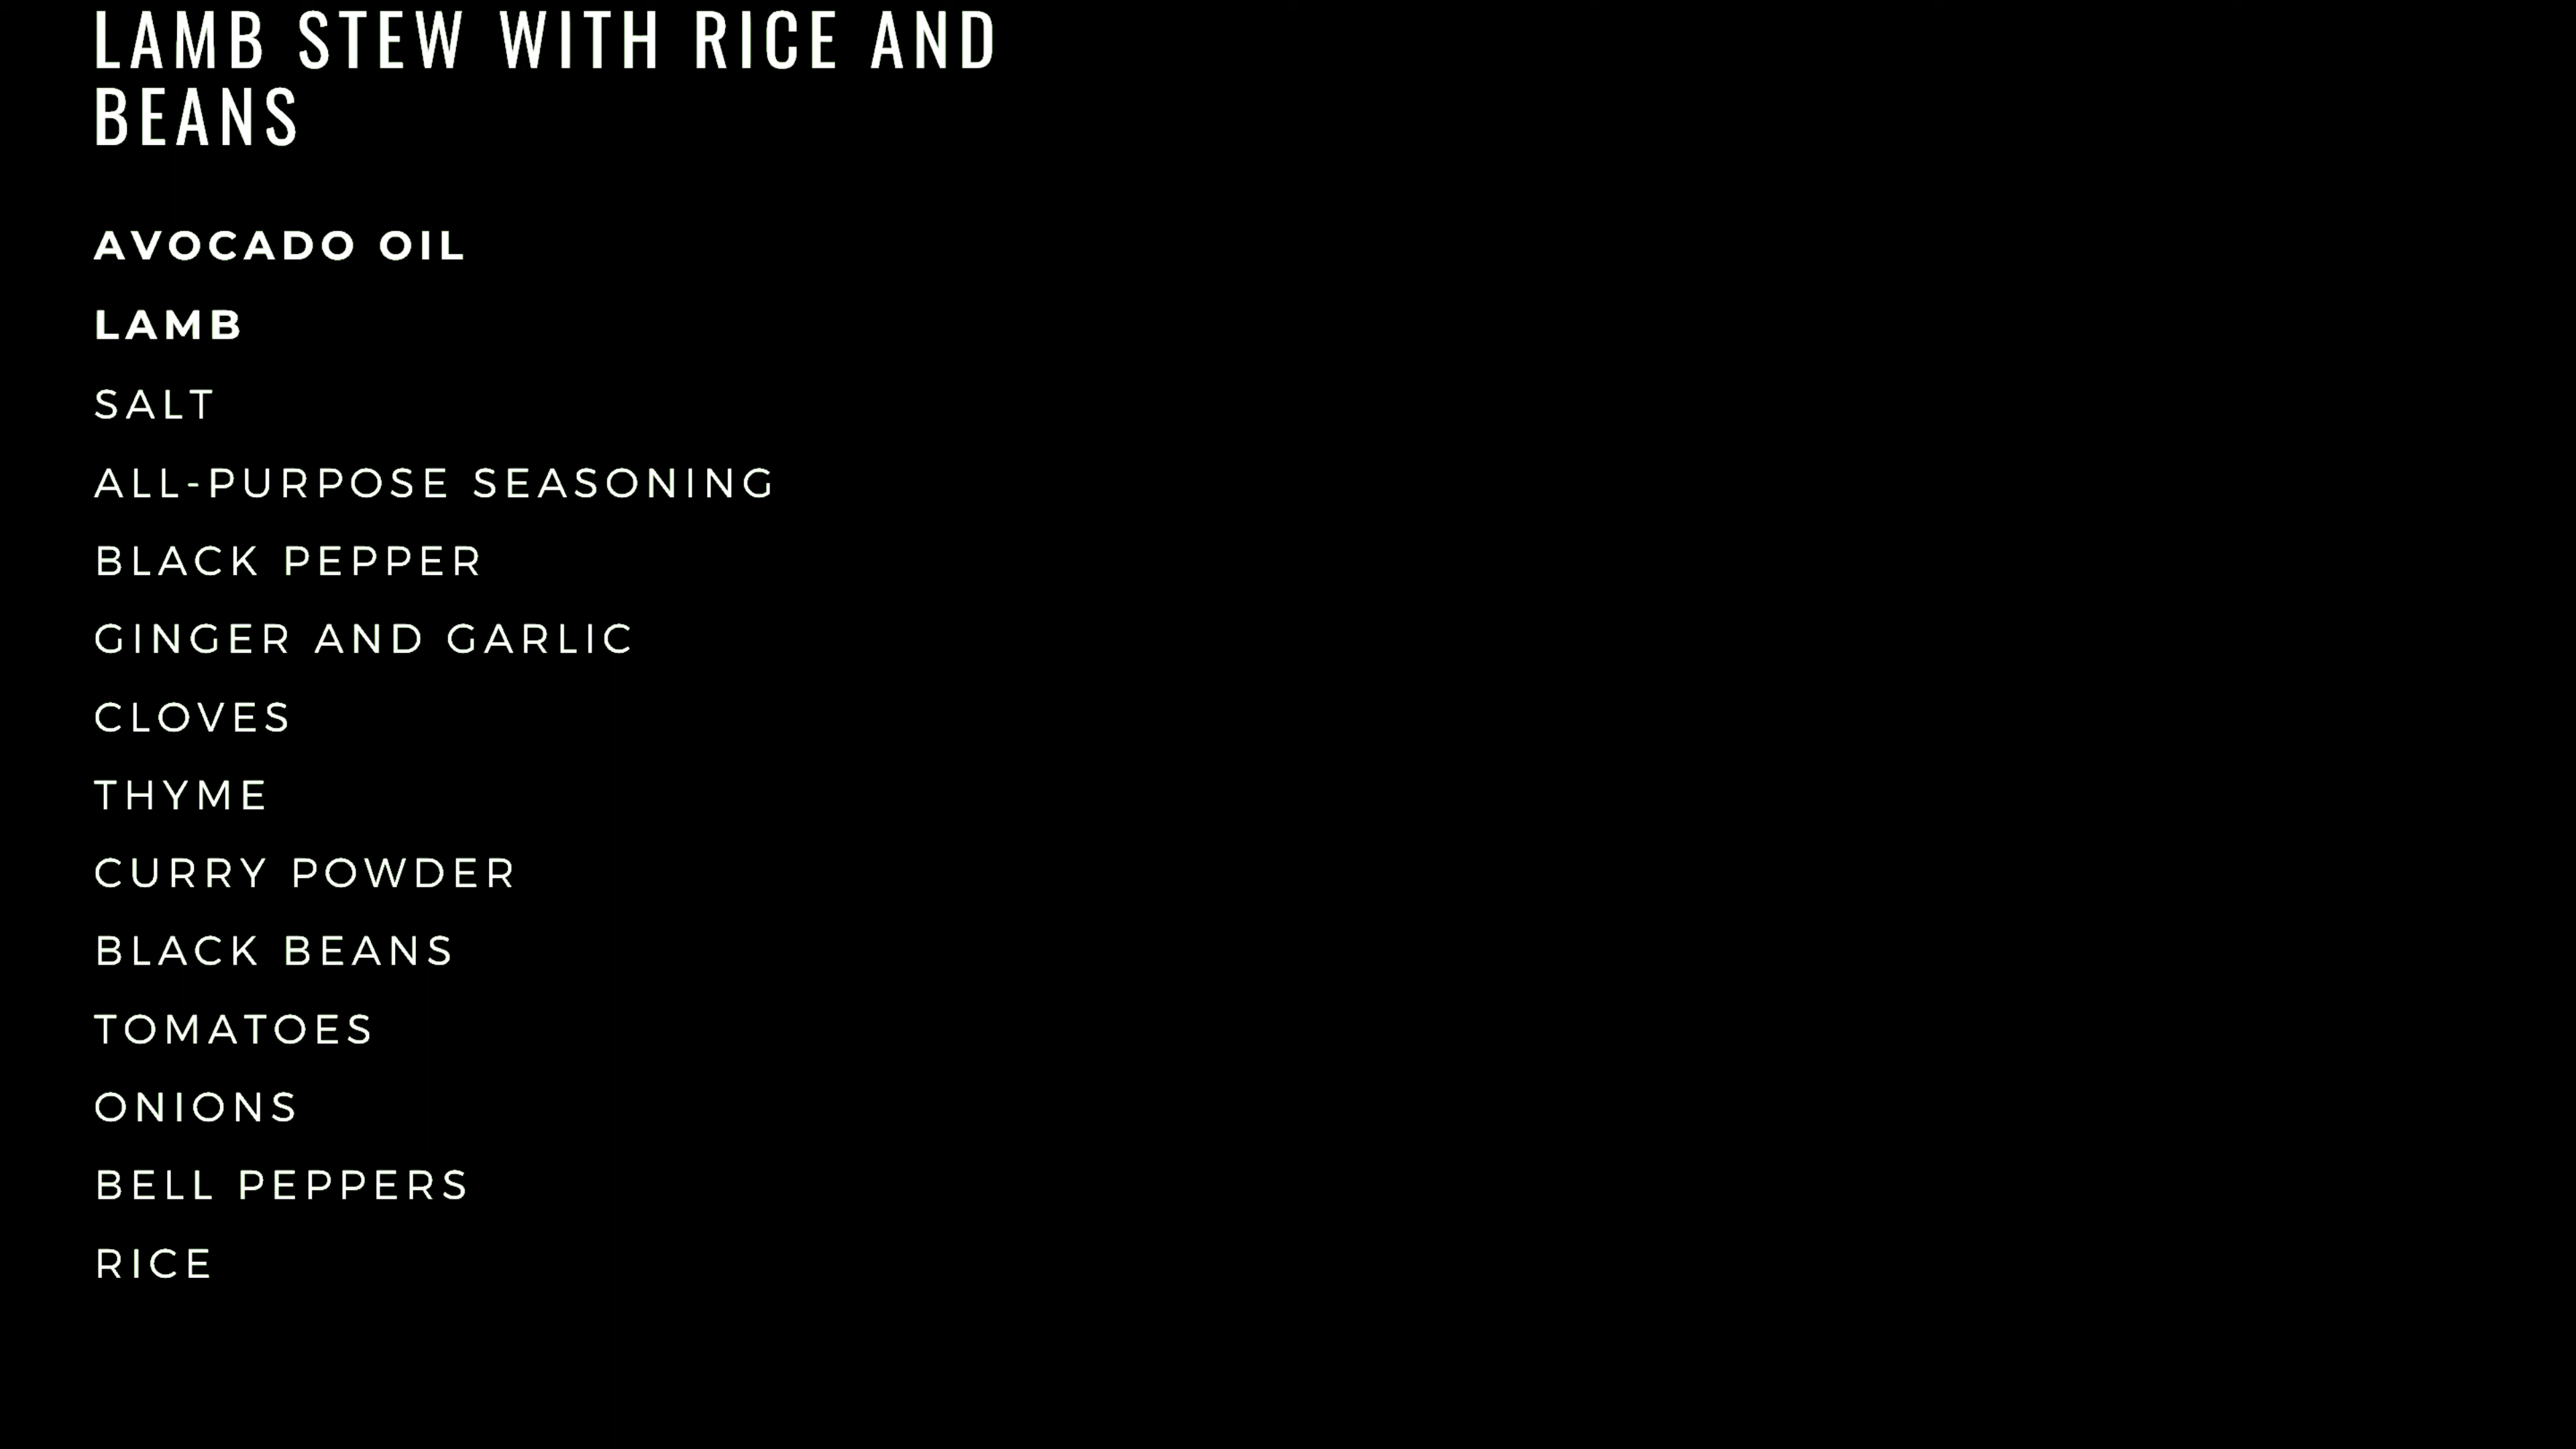 LAMB STEW WITH RICE AND
BEANS
AVOCADO OIL
LAMB
SALT
ALL-PURPOSE SEASONING
BLACK PEPPER
GINGER AND GARLIC
CLOVES
THYME
CURRY POWDER
BLACK BEANS
TOMATOES
ONIONS
BELL PEPPERS
RICE